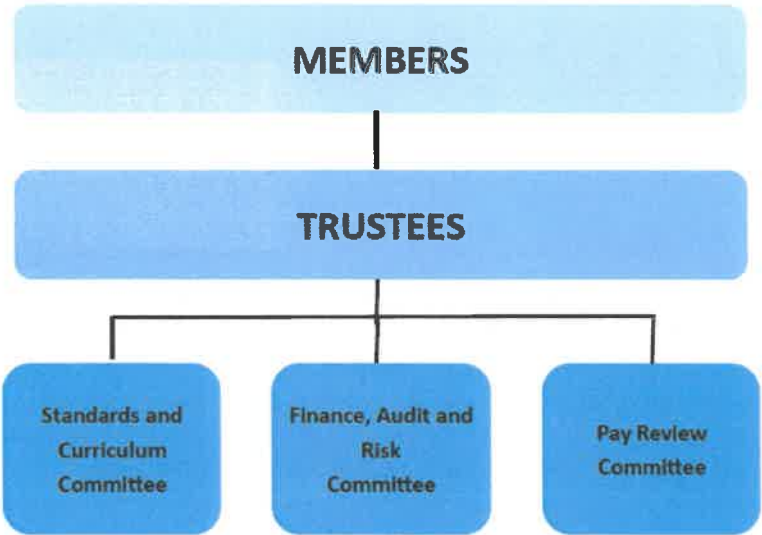 MEMBERS
TRUSTEES
Standards and
Curriculum
Committee
Finance, Audit and
Risk
Committee
Pay Review
Committee